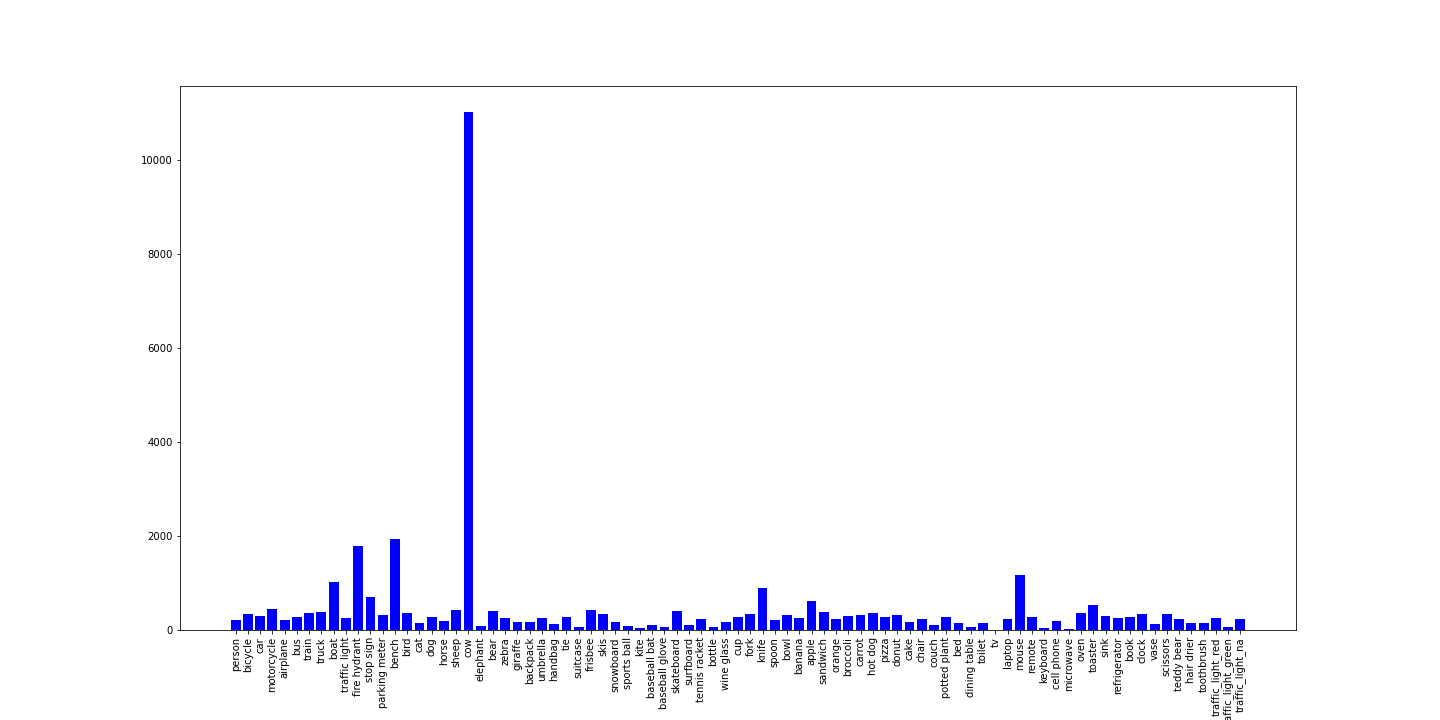 10000
8000
6000
4000
2000
0
person
bicycle
car
motorcycle
airplane
bus
train
truck
boat
traffic light
fire hydrant
stop sign
parking meter
bench
bird
cat
dog
horse
sheep
cow
elephant
bear
zebra
giraffe
backpack
umbrella
handbag
tie
suitcase
frisbee
skis
snowboard
sports ball
kite
baseball bat
baseball glove
skateboard
surfboard
tennis racket
bottle
wine glass
cup
fork
knife
spoon
bowl
banana
apple
sandwich
orange
broccoli
carrot
hot dog
pizza
donut
cake
chair
couch
potted plant
bed
dining table
toilet
tv
laptop
mouse
remote
keyboard
cell phone
microwave
oven
toaster
sink
refrigerator
book
clock
vase
scissors
teddy bear
hair drier
toothbrush
traffic_light_red
affic_light_green
traffic_light_na